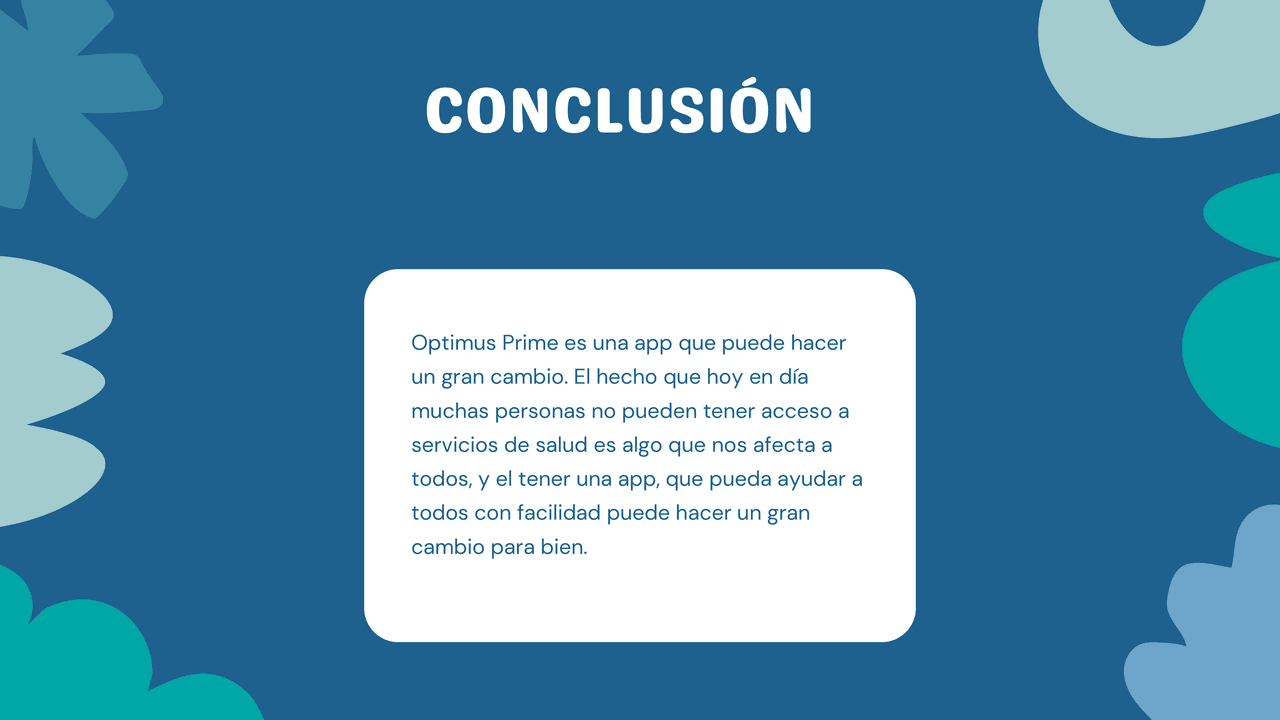 CONCLUSIÓN
Optimus Prime es una app que puede hacer
un gran cambio. El hecho que hoy en día
muchas personas no pueden tener acceso a
servicios de salud es algo que nos afecta a
todos, y el tener una app, que pueda ayudar a
todos con facilidad puede hacer un gran
cambio para bien.